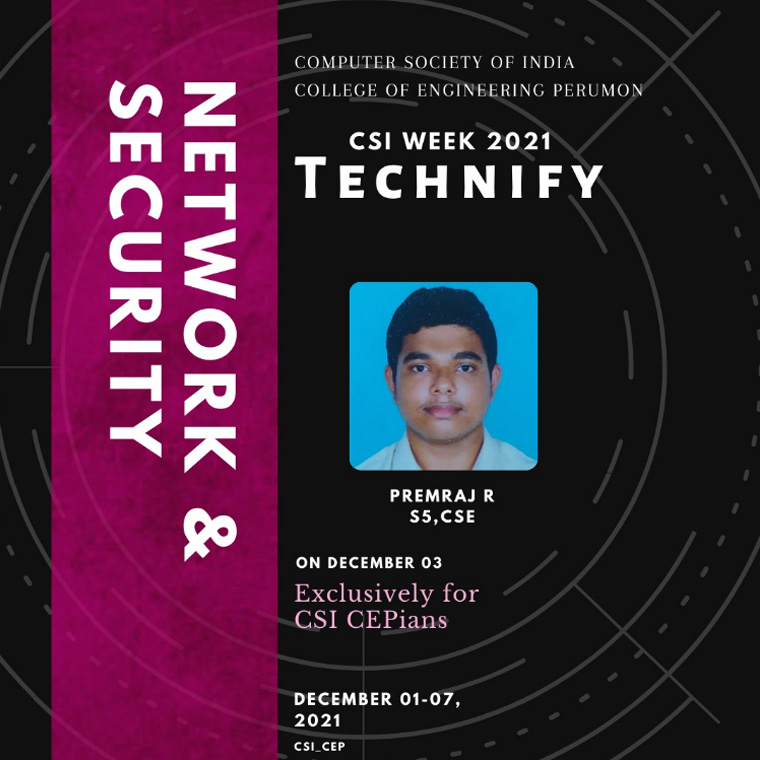 NETWORK &
SECURITY
COMPUTER SOCIETY OF INDIA
COLLEGE OF ENGINEERING PERUMON
CSI WEEK 2021
TECHNIFY
PREMRAJ R
S5,CSE
ON DECEMBER 03
Exclusively for
CSI CEPians
DECEMBER 01-07,
2021
CSI_CEP